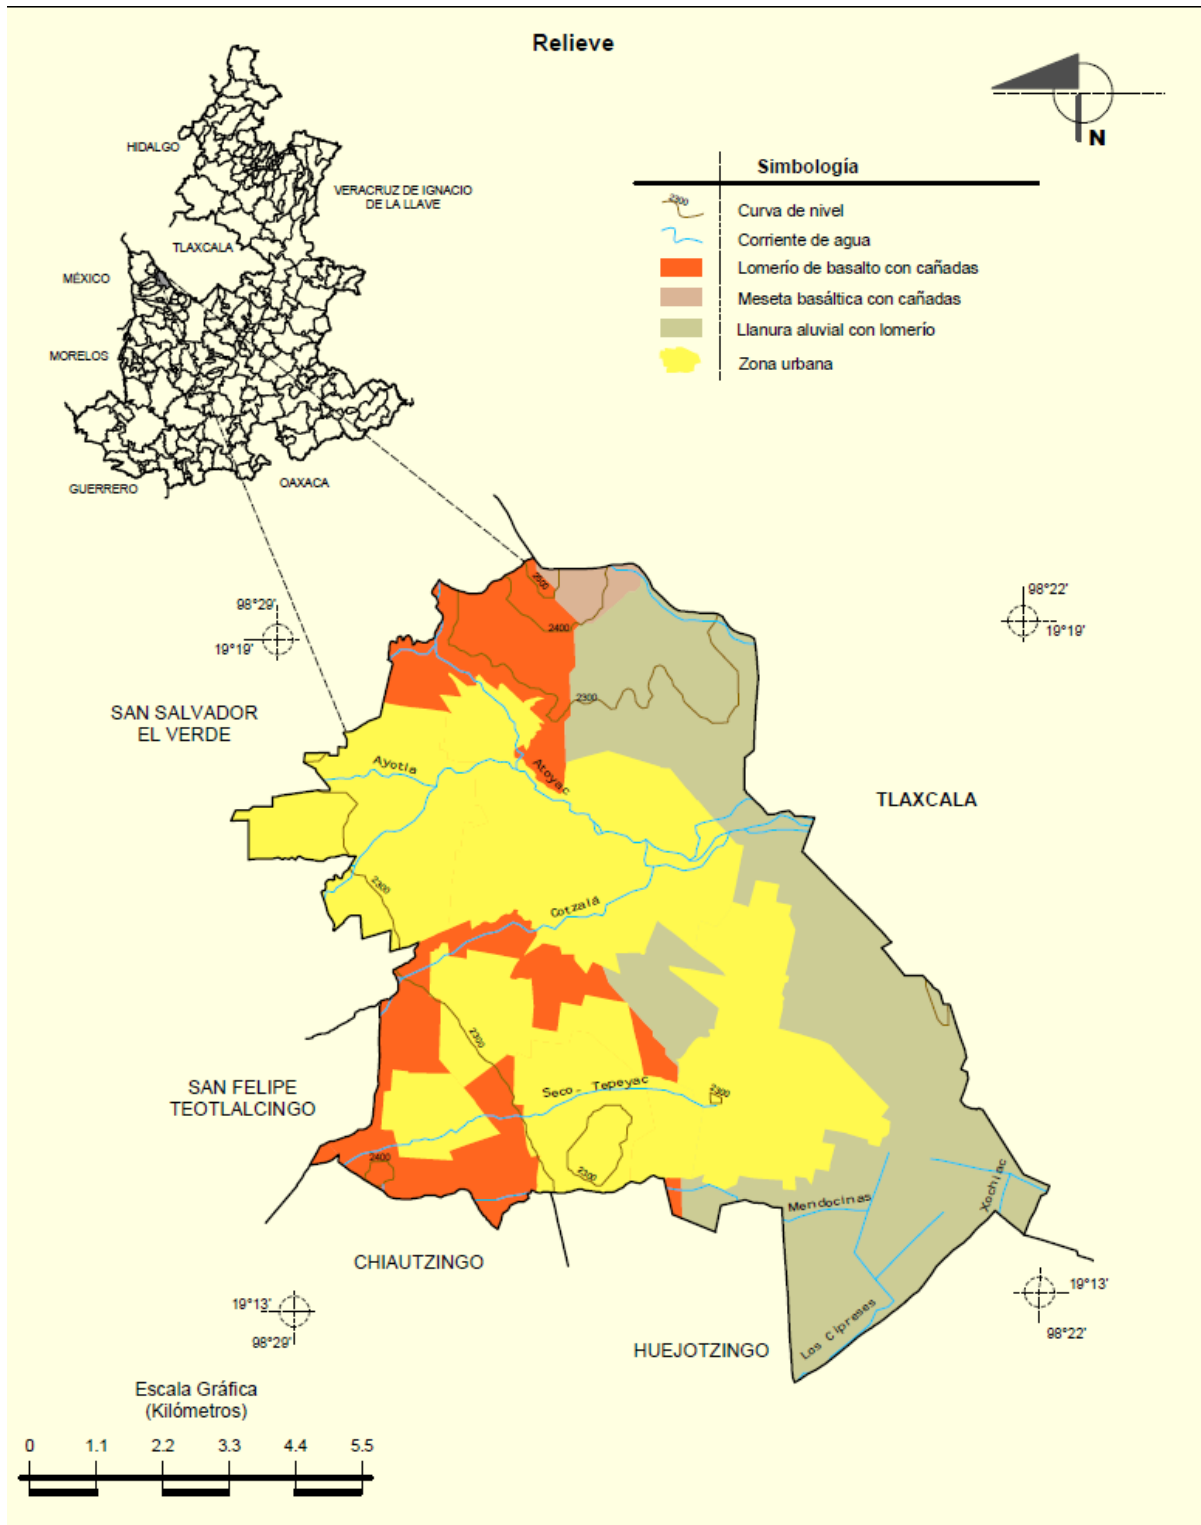 Relieve
N
HIDALGO
VERACRUZ DE IGNACIO
DE LA LLAVE
TLAXCALA
MÉXICO
MORELOS
GUERRERO
OAXACA
Simbología
2300
Curva de nivel
Corriente de agua
Lomerío de basalto con cañadas
Meseta basáltica con cañadas
Llanura aluvial con lomerío
Zona urbana
98°29'
19°19'
98°22'
19°19'
2500
2400
2300
SAN SALVADOR
EL VERDE
Ayotla
Atoyac
TLAXCALA
2300
Cotzalá
2300
SAN FELIPE
TEOTLALCINGO
Seco - Tepeyac
2300
2400
2300
Mendocinas
Xochiac
Los Cipreses
CHIAUTZINGO
HUEJOTZINGO
19°13'
98°29'
19°13'
98°22'
Escala Gráfica
(Kilómetros)
0 1.1 2.2 3.3 4.4 5.5